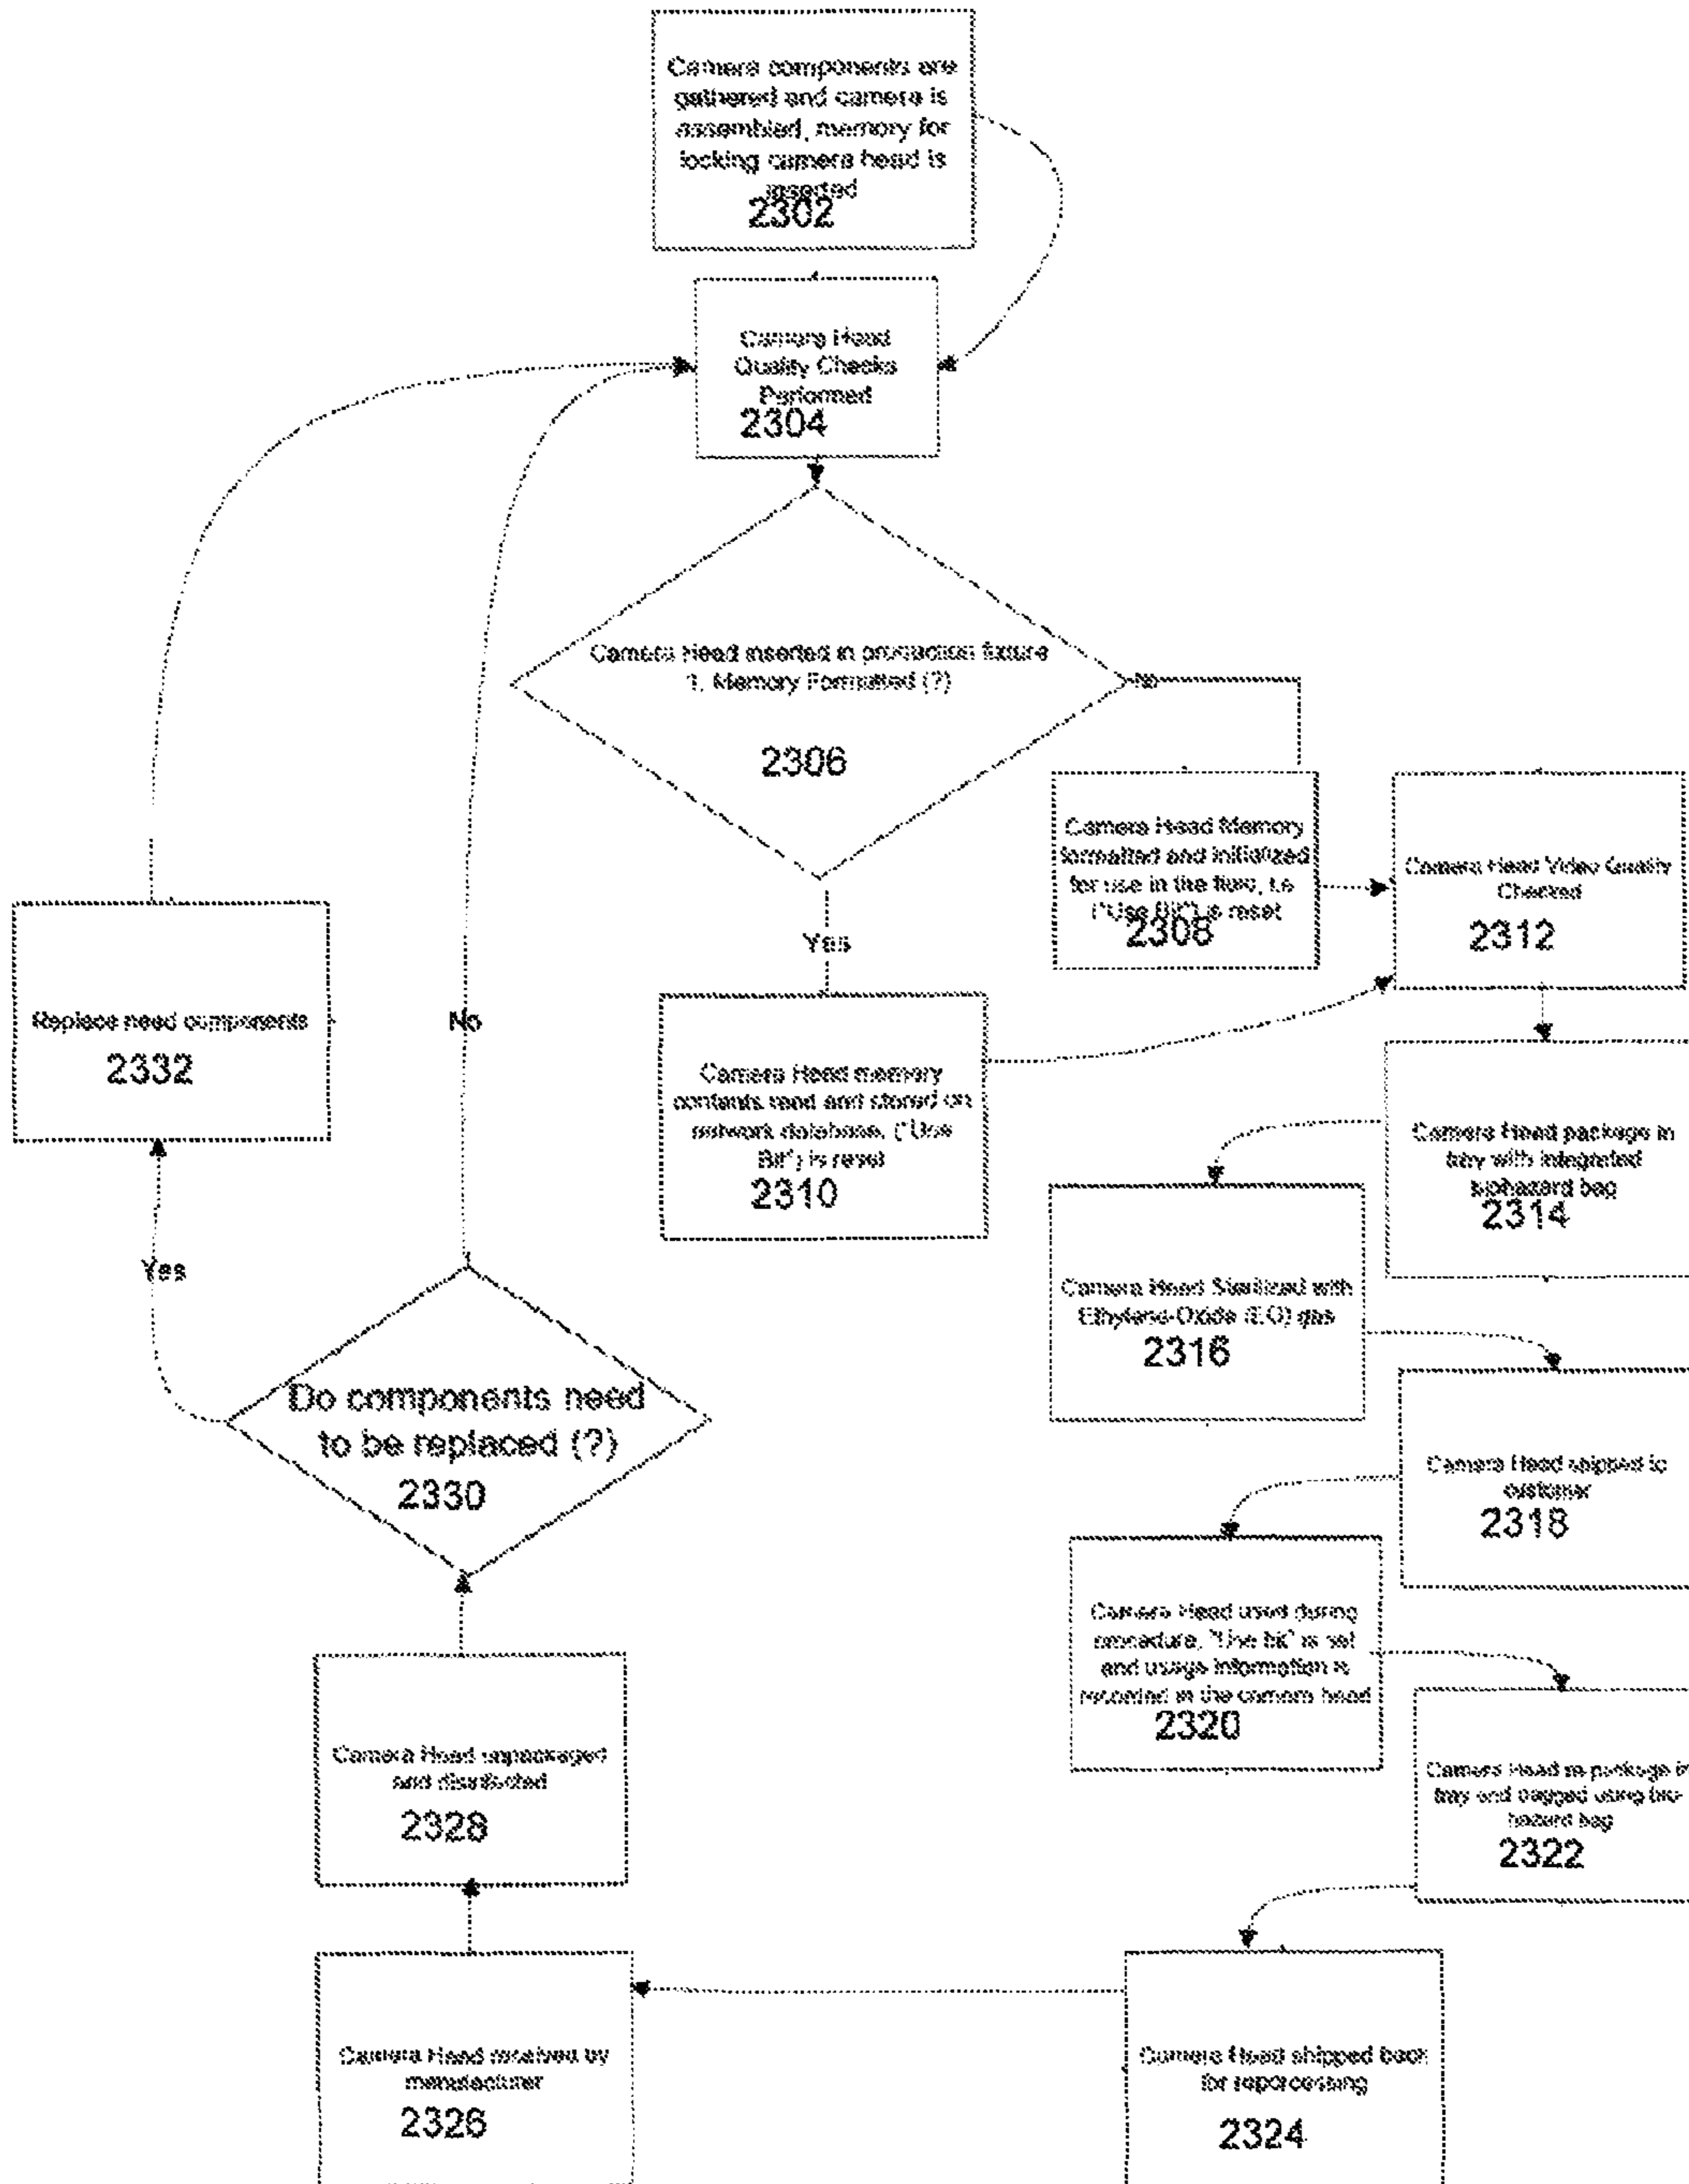 Camera components are
gathered and camera is
assembled, memory for
locking camera head is
inserted
2302
Camera Head
Quality Checks
Performed
2304
Camera Head inserted in production fixture
1. Memory Formatted (?)
2306
No
Camera Head Memory
formatted and initialized
for use in the field, i.e
("Use Bit") is reset
2308
Camera Head Video Quality
Checked
2312
Yes
Replace need components
2332
No
Camera Head memory
contents read and stored on
network database. ("Use
Bit") is reset
2310
Camera Head package in
tray with integrated
biohazard bag
2314
Yes
Camera Head Sterilized with
Ethylene-Oxide (EO) gas
2316
Do components need
to be replaced (?)
2330
Camera Head shipped to
customer
2318
Camera Head used during
procedure, "Use bit" is set
and usage information is
recorded in the camera head
2320
Camera Head unpackaged
and disinfected
2328
Camera Head re package in
tray and bagged using bio-
hazard bag
2322
Camera Head received by
manufacturer
2326
Camera Head shipped back
for reporcessing
2324